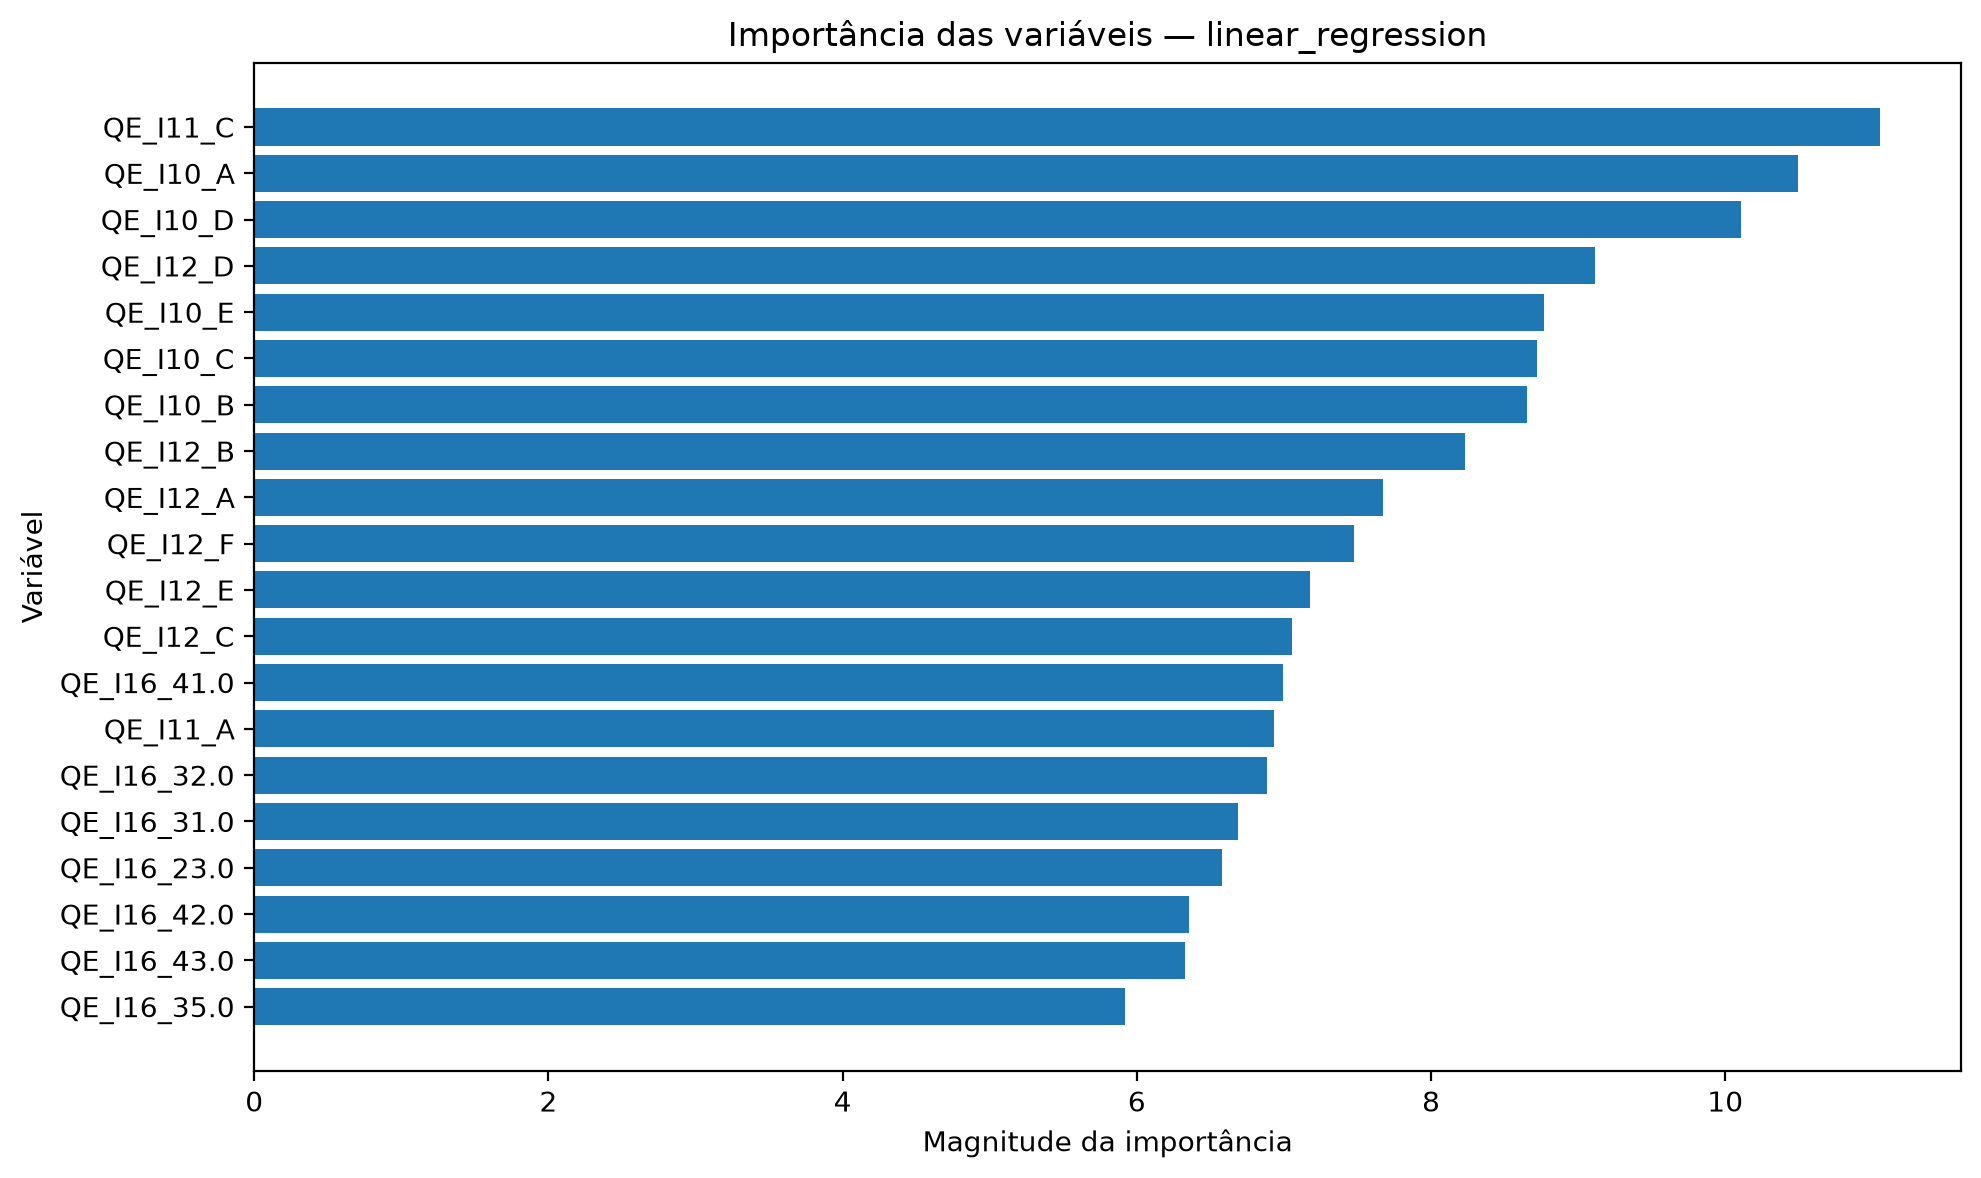 Importância das variáveis — linear_regression
Variável
QE_I11_C
QE_I10_A
QE_I10_D
QE_I12_D
QE_I10_E
QE_I10_C
QE_I10_B
QE_I12_B
QE_I12_A
QE_I12_F
QE_I12_E
QE_I12_C
QE_I16_41.0
QE_I11_A
QE_I16_32.0
QE_I16_31.0
QE_I16_23.0
QE_I16_42.0
QE_I16_43.0
QE_I16_35.0
0 2 4 6 8 10
Magnitude da importância